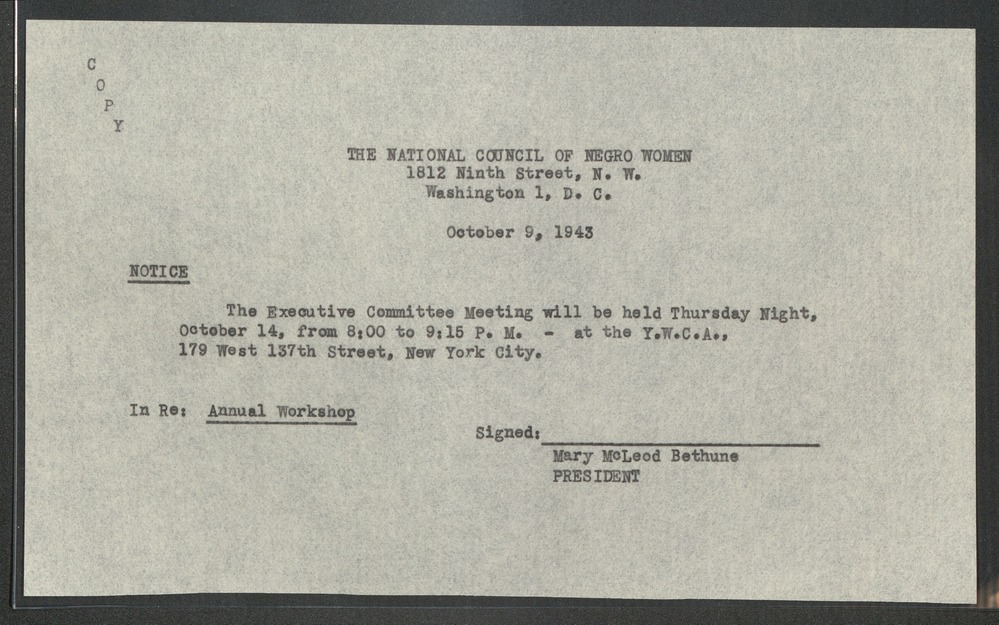 C
O
P
Y
THE NATIONAL COUNCIL OF NEGRO WOMEN
1812 Ninth Street, N. W.
Washington 1, D. C.
October 9, 1943
NOTICE
The Executive Committee Meeting will be held Thursday Night,
October 14, from 8:00 to 9:15 P. M. - at the Y.W.C.A.,
179 West 137th Street, New York City.
In Re: Annual Workshop
Signed:
Mary McLeod Bethune
PRESIDENT